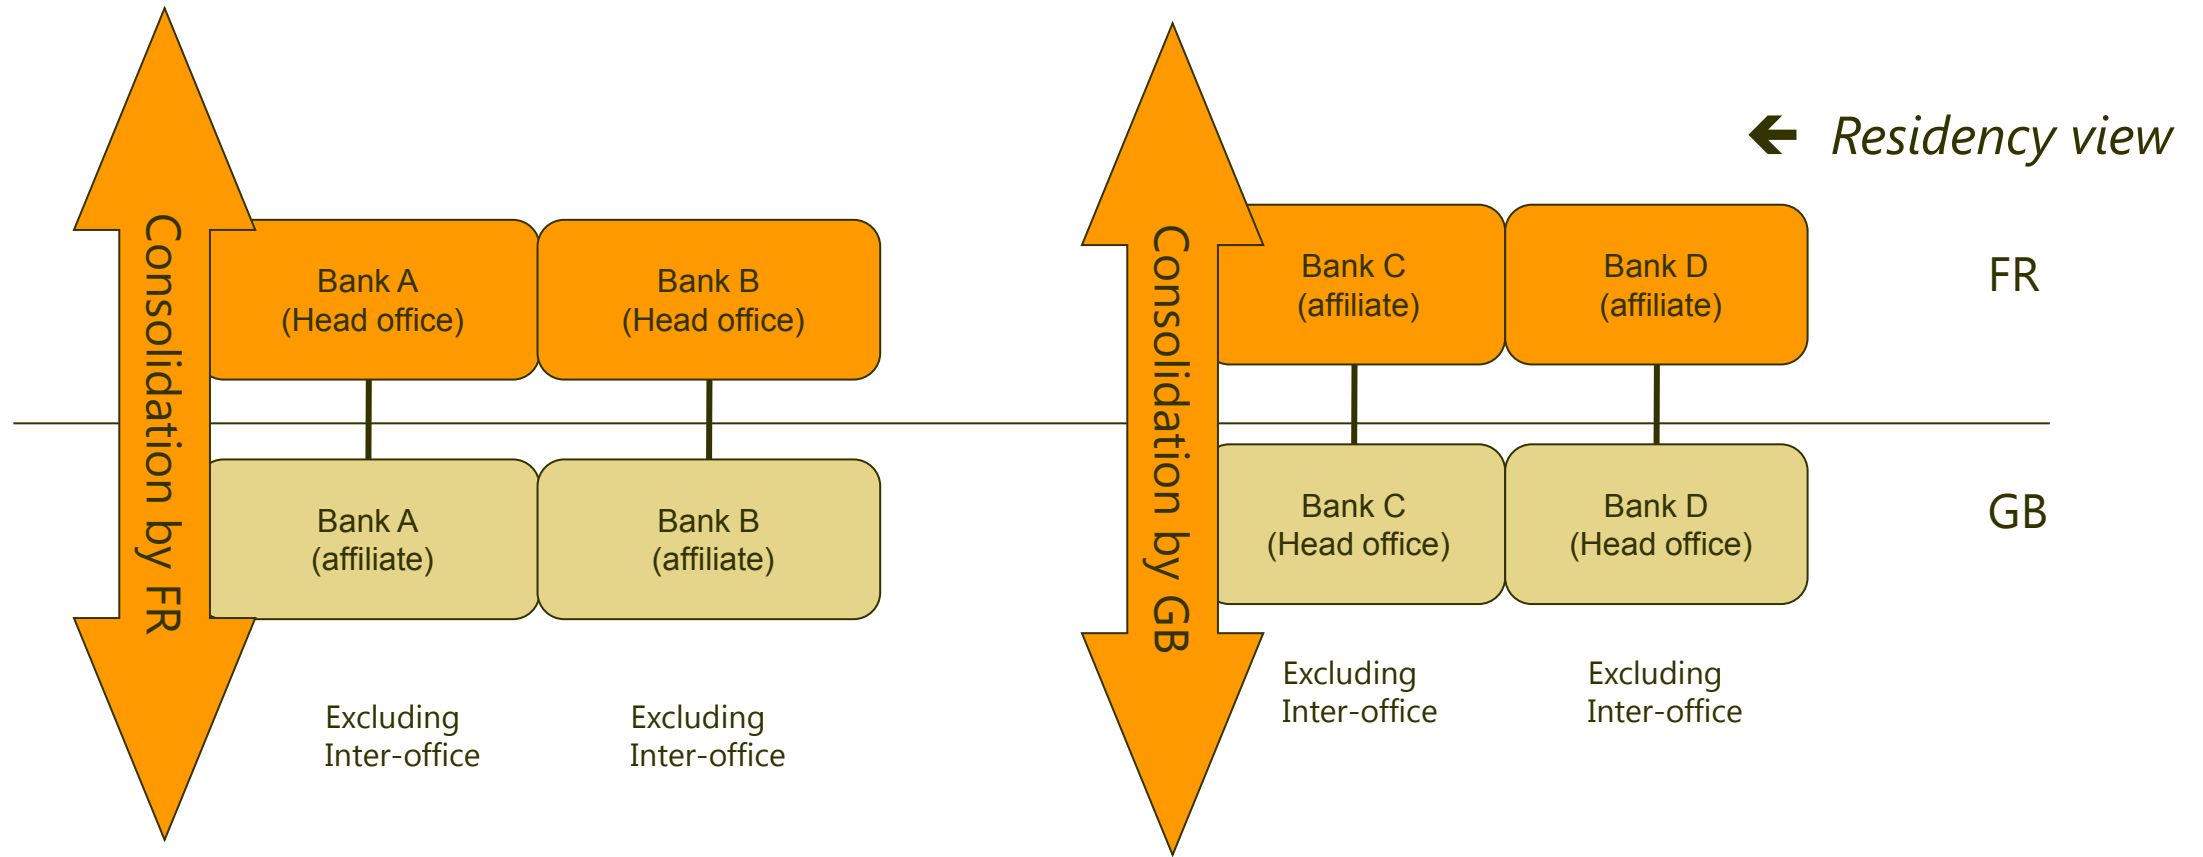 🡸 Residency view
Consolidation by FR
Bank A
(Head office)
Bank B
(Head office)
Consolidation by GB
Bank C
(affiliate)
Bank D
(affiliate)
FR
Bank A
(affiliate)
Bank B
(affiliate)
Bank C
(Head office)
Bank D
(Head office)
GB
Excluding
Inter-office
Excluding
Inter-office
Excluding
Inter-office
Excluding
Inter-office